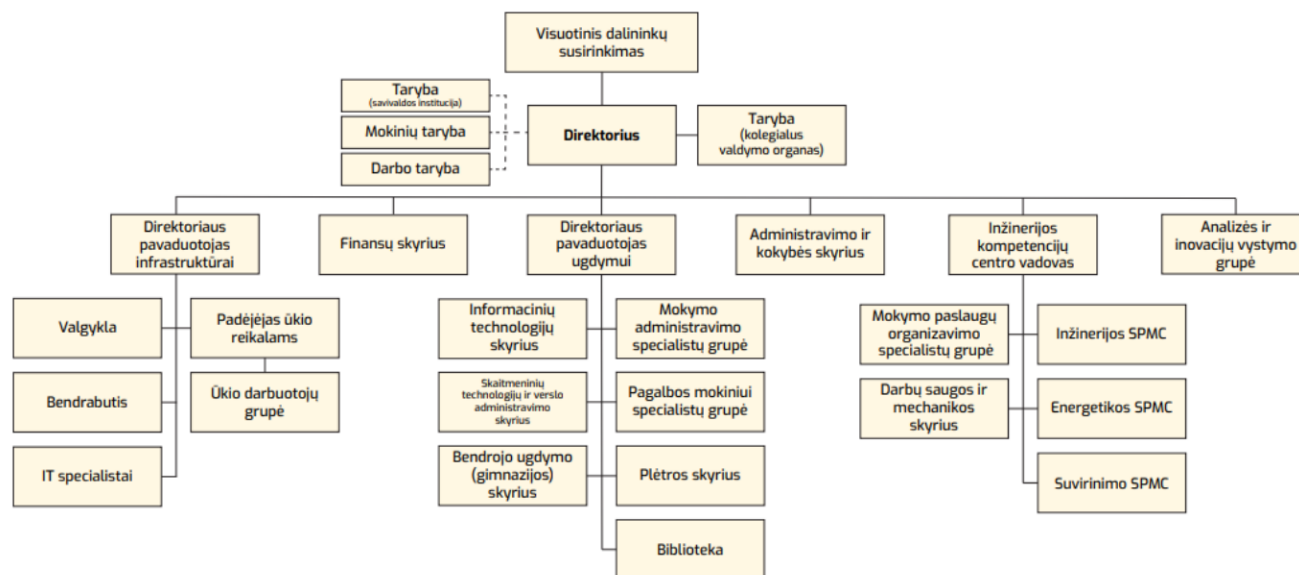 Visuotinis dalininkų
susirinkimas
Taryba
(savivaldos institucija)
Mokinių taryba
Darbo taryba
Direktorius
Taryba
(kolegialus
valdymo organas)
Direktoriaus
pavaduotojas
infrastruktūrai
Finansų skyrius
Direktoriaus
pavaduotojas
ugdymui
Administravimo ir
kokybės skyrius
Inžinerijos
kompetencijų
centro vadovas
Analizės ir
inovacijų vystymo
grupė
Valgykla
Padėjėjas ūkio
reikalams
Bendrabutis
Ūkio darbuotojų
grupė
IT specialistai
Informacinių
technologijų
skyrius
Mokymo
administravimo
specialistų grupė
Skaitmeninių
technologijų ir verslo
administravimo
skyrius
Pagalbos mokiniui
specialistų grupė
Bendrojo ugdymo
(gimnazijos)
skyrius
Plėtros skyrius
Biblioteka
Mokymo paslaugų
organizavimo
specialistų grupė
Inžinerijos SPMC
Darbų saugos ir
mechanikos
skyrius
Energetikos SPMC
Suvirinimo SPMC